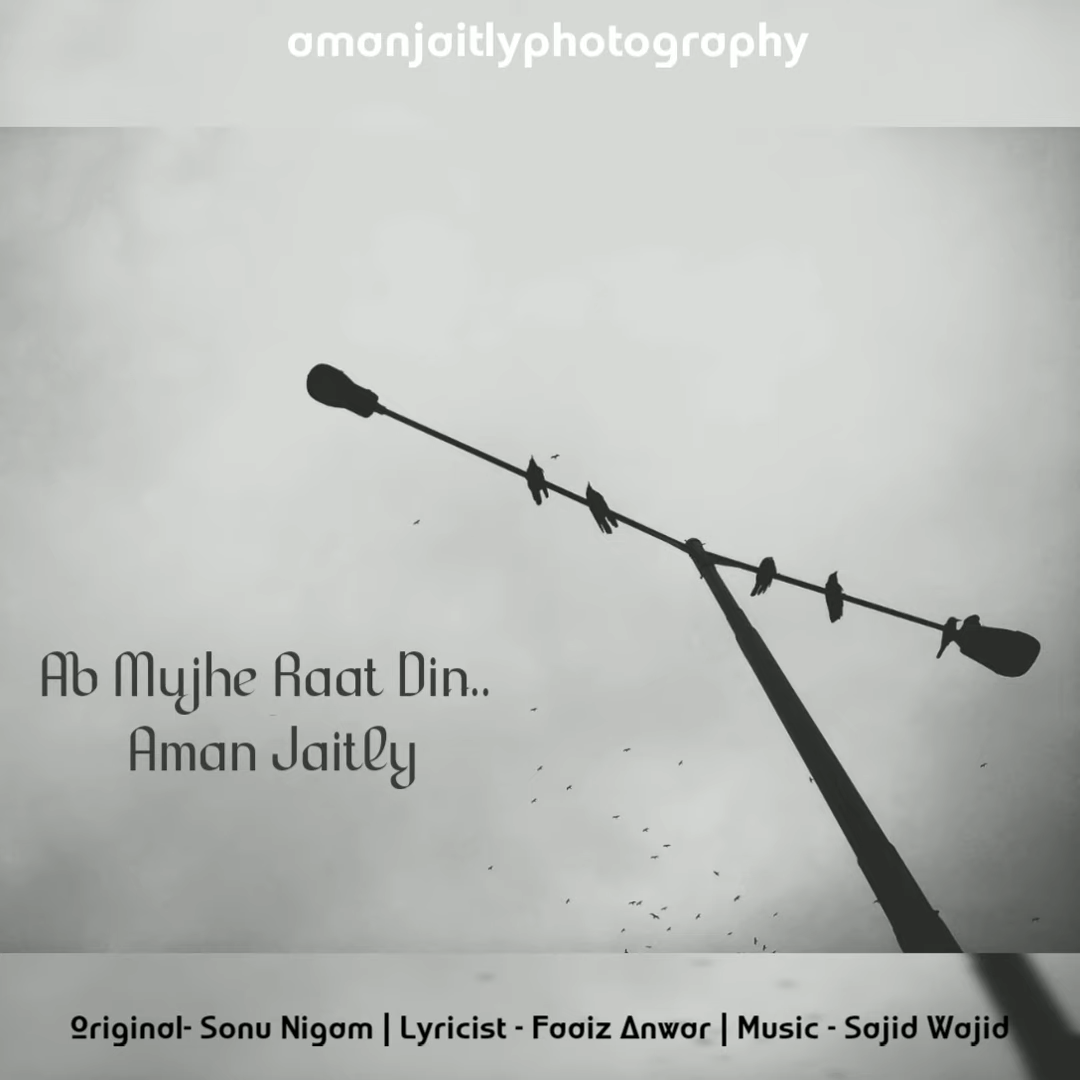 amanjaitlyphotography
Ab Mujhe Raat Din..
Aman Jaitly
Original- Sonu Nigam | Lyricist - Faaiz Anwar | Music - Sajid Wajid